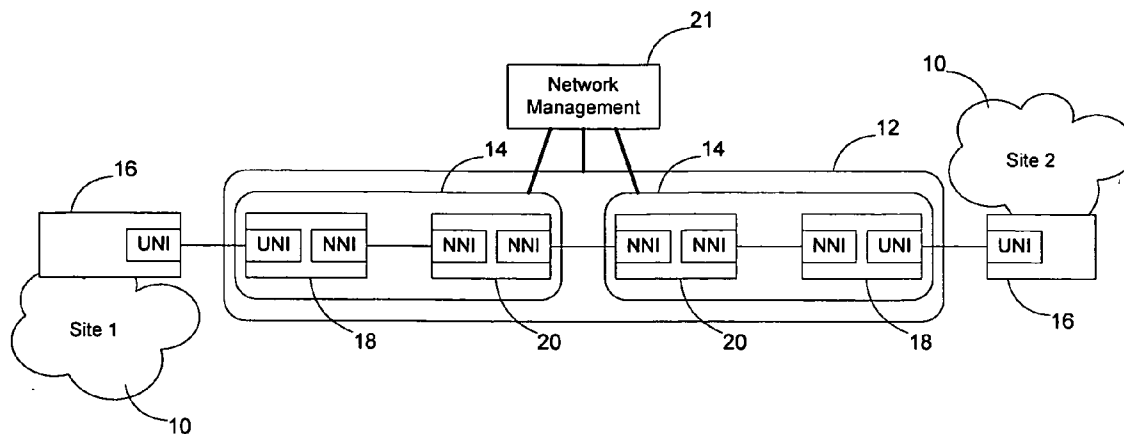 21
Network
Management
10
12
14
14
16
Site 2
UNI
UNI NNI
NNI NNI
NNI NNI
NNI UNI
UNI
Site 1
18
20
20
18
16
10